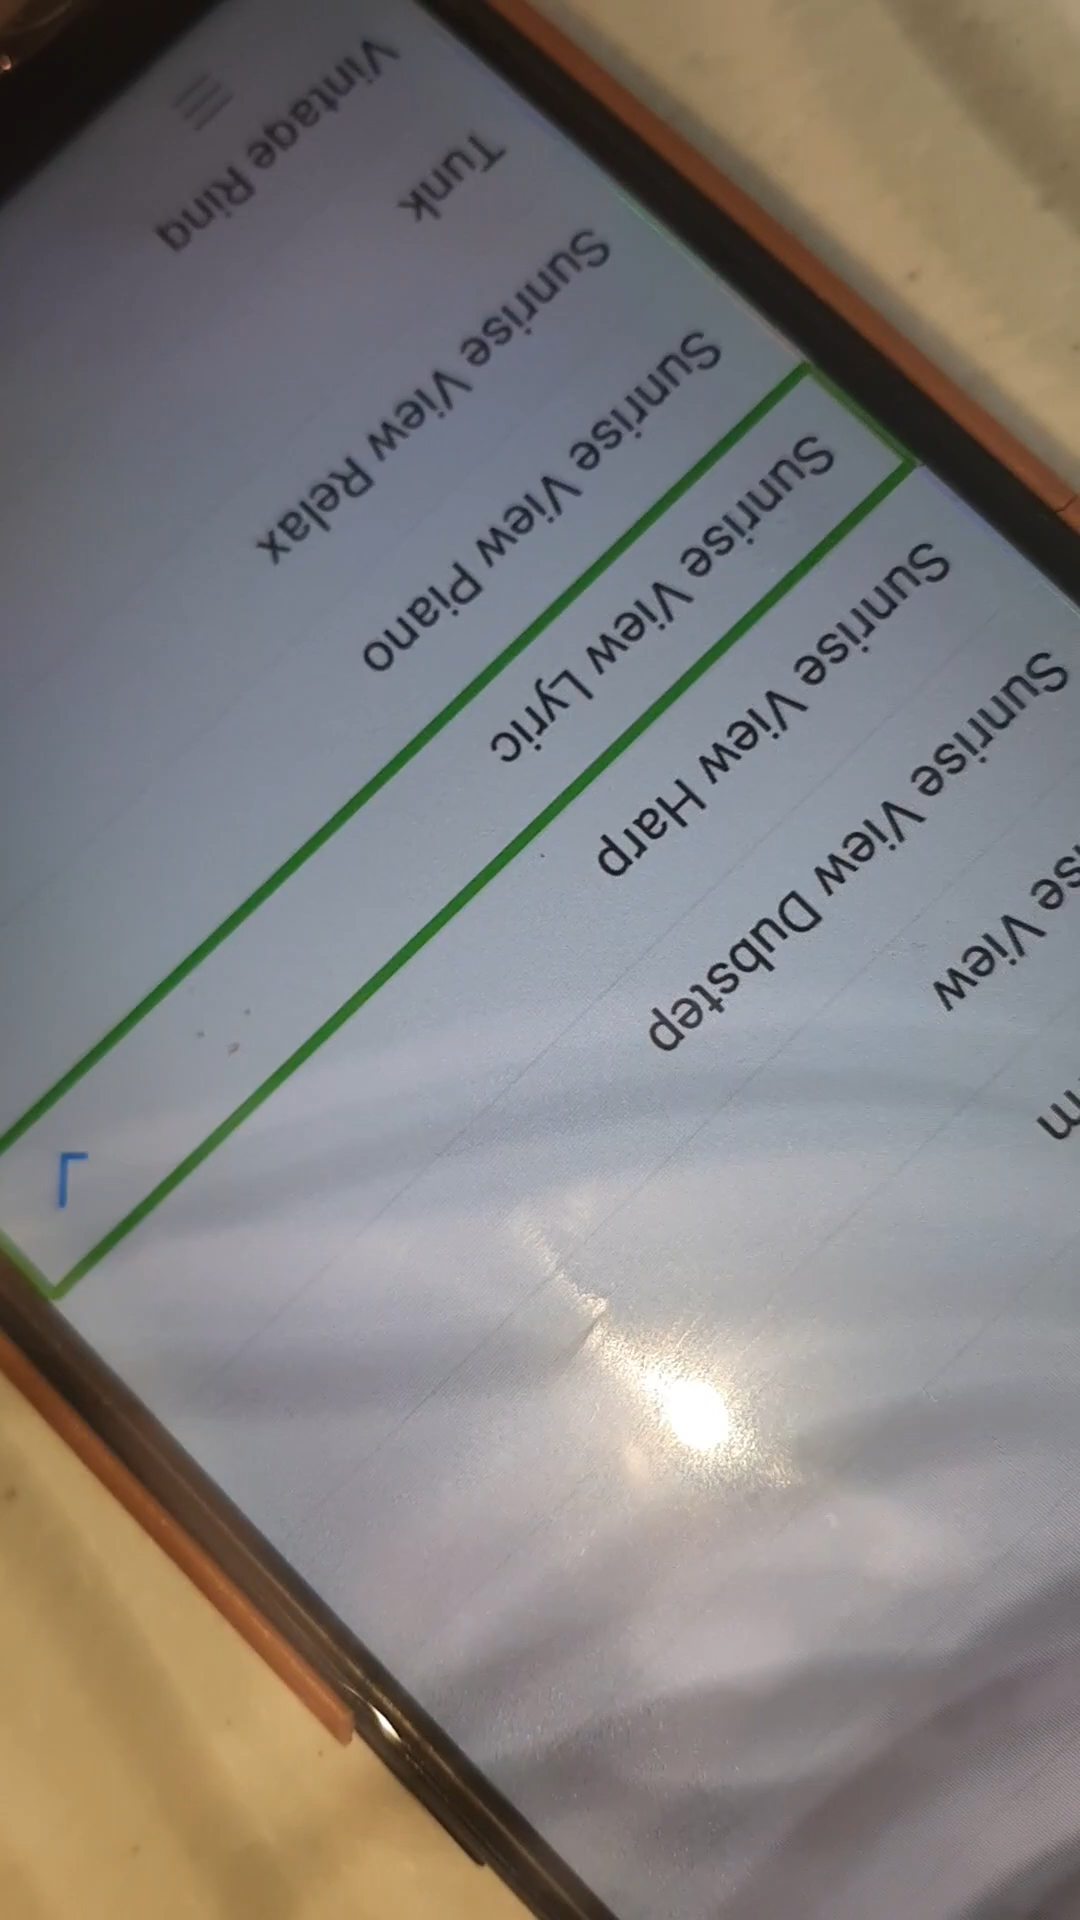 se View
Sunrise View Dubstep
Sunrise View Harp
Sunrise View Lyric
Sunrise View Piano
Sunrise View Relax
Tunk
Vintage Ring